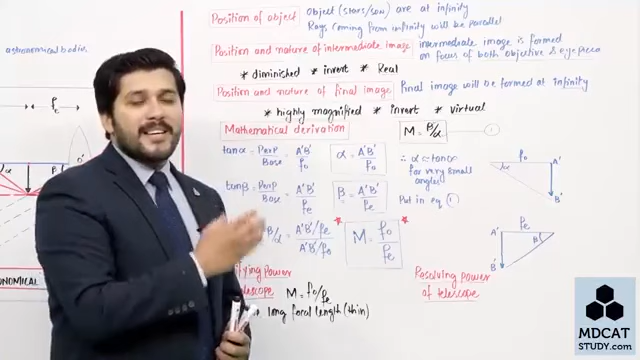 Position of object
Object (stars/sun) are at infinity
Rays coming from infinity will be parallel
astronomical bodies
Position and nature of intermediate image
intermediate image is formed
on focus of both objective & eyepiece
* diminished * invert * Real
Position and nature of final image
final image will be formed at infinity
* highly magnified * invert * virtual
Mathematical derivation
M = β/α — 1
tanα = Perp/Base = A'B'/fo
α = A'B'/fo
∴ α ≈ tanα
for very small
angles
tanβ = Perp/Base = A'B'/fe
β = A'B'/fe
Put in eq 1
β/α = A'B'/fe / A'B'/fo
* M = fo/fe *
fo
α
A'
B'
fe
A'
β
B'
fe
O'
α
β
Power
M = fo/fe
long focal length (thin)
Resolving Power
of telescope
MDCAT
STUDY.com